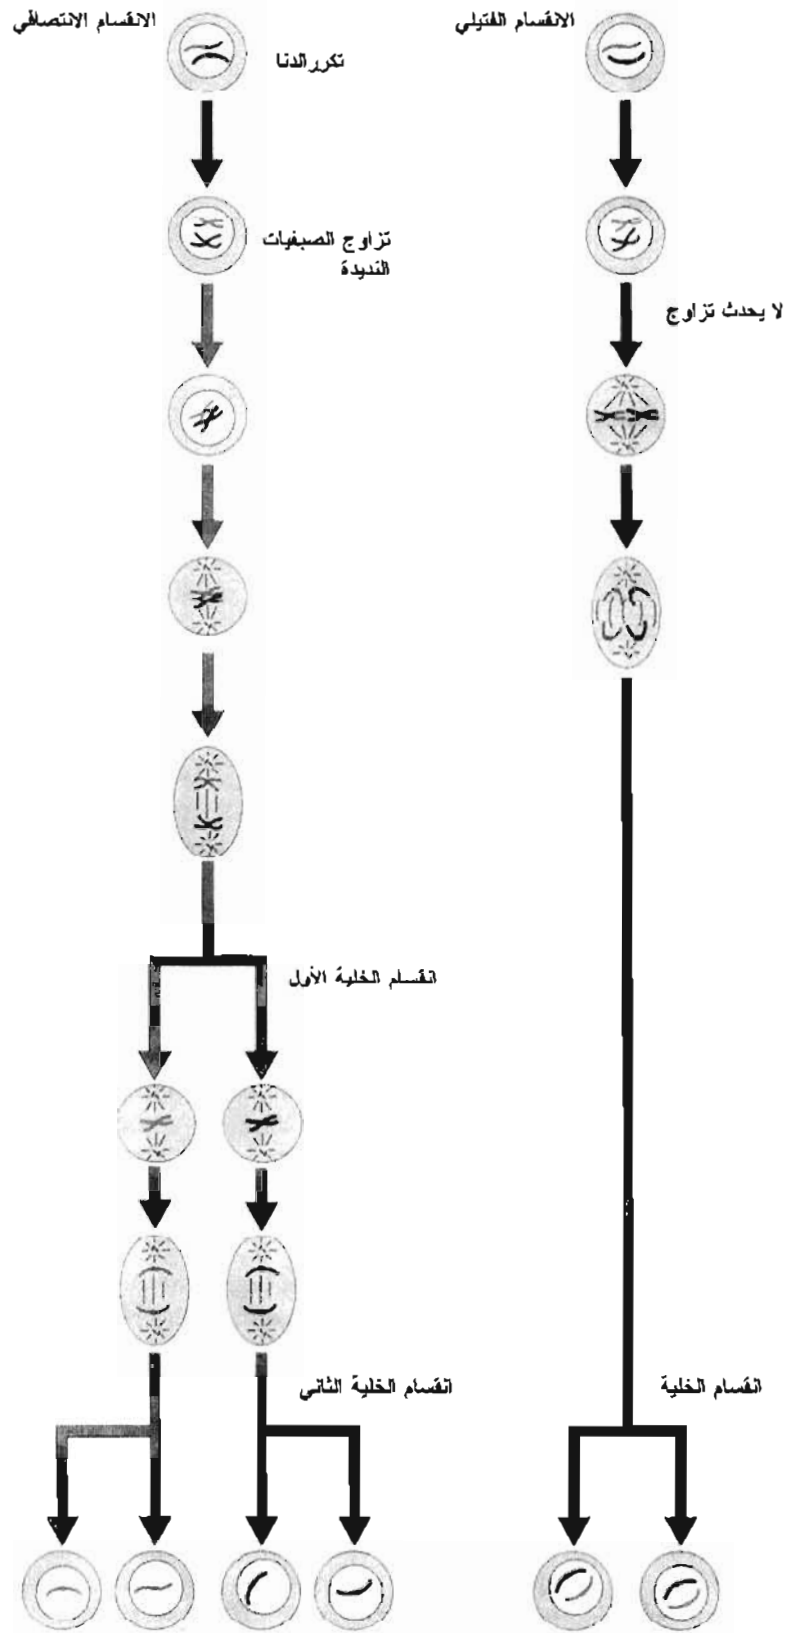 الانقسام الفتيلي
الانقسام الانتصافي
تكرر الدنا
تزاوج الصبغيات
النديدة
لا يحدث تزاوج
انقسام الخلية الأول
انقسام الخلية الثاني
انقسام الخلية